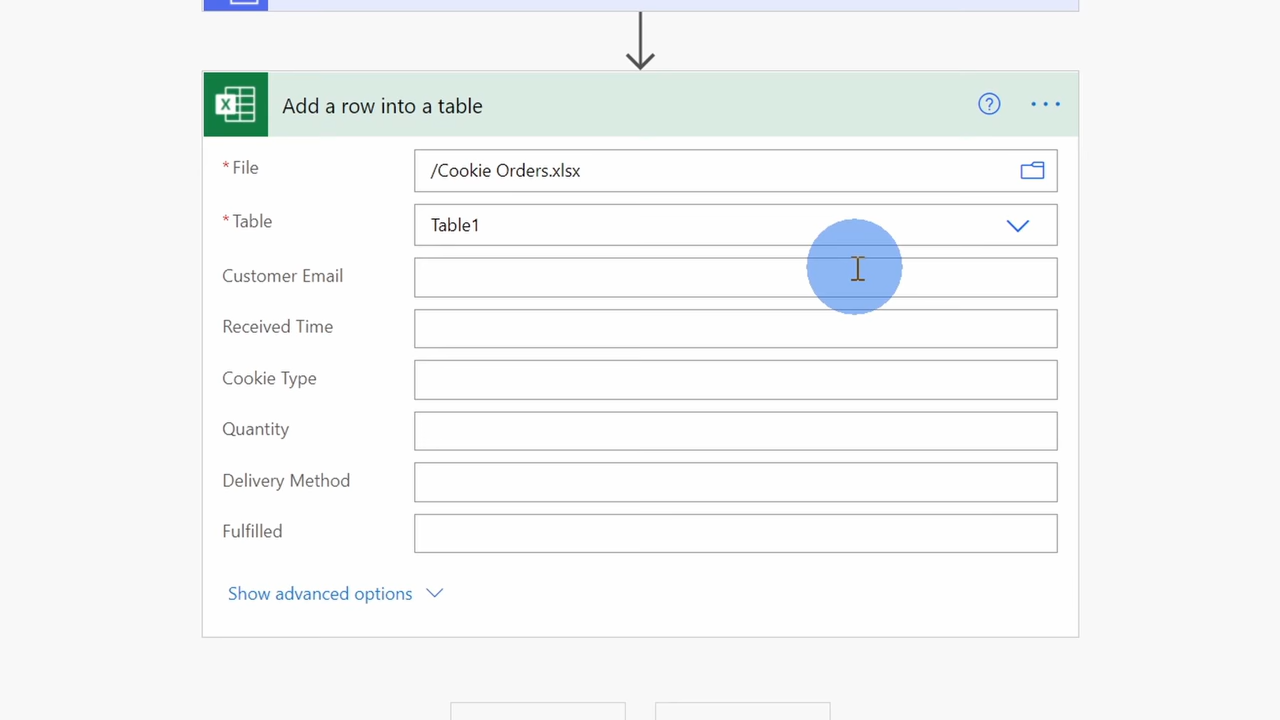 Add a row into a table
* File
/Cookie Orders.xlsx
* Table
Table1
Customer Email
Received Time
Cookie Type
Quantity
Delivery Method
Fulfilled
Show advanced options